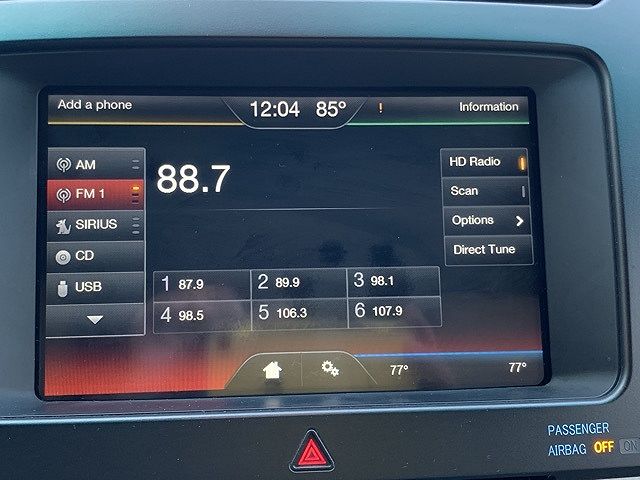 Add a phone
12:04 85° !
Information
AM
FM 1
SIRIUS
CD
USB
88.7
HD Radio
Scan
Options
Direct Tune
1 87.9
2 89.9
3 98.1
4 98.5
5 106.3
6 107.9
77°
77°
PASSENGER
AIRBAG OFF ON